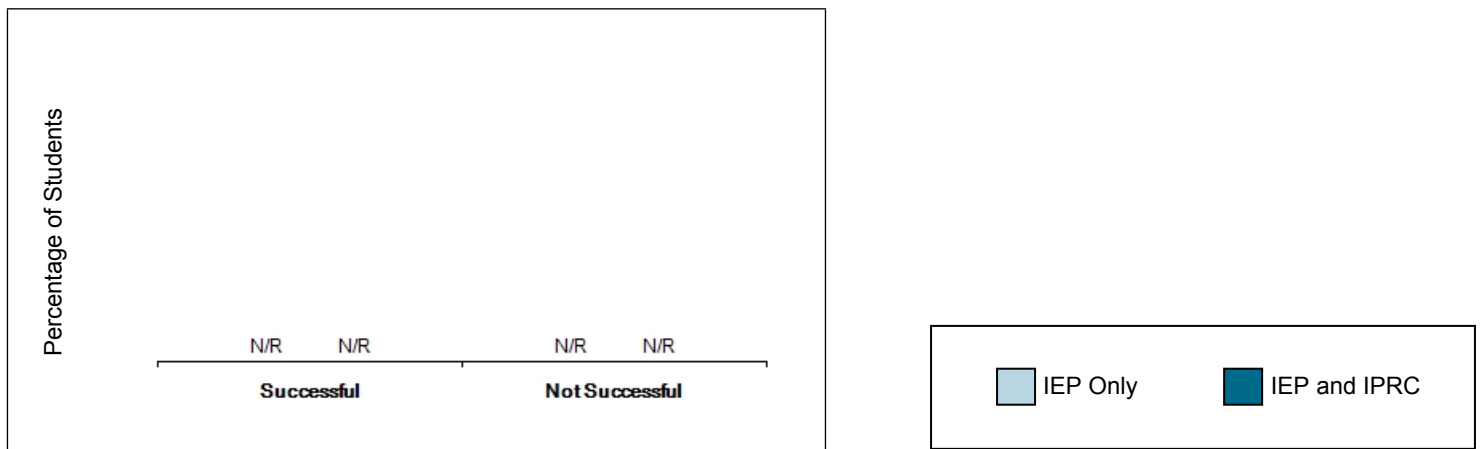 Percentage of Students
N/R N/R N/R N/R
Successful Not Successful
IEP Only IEP and IPRC